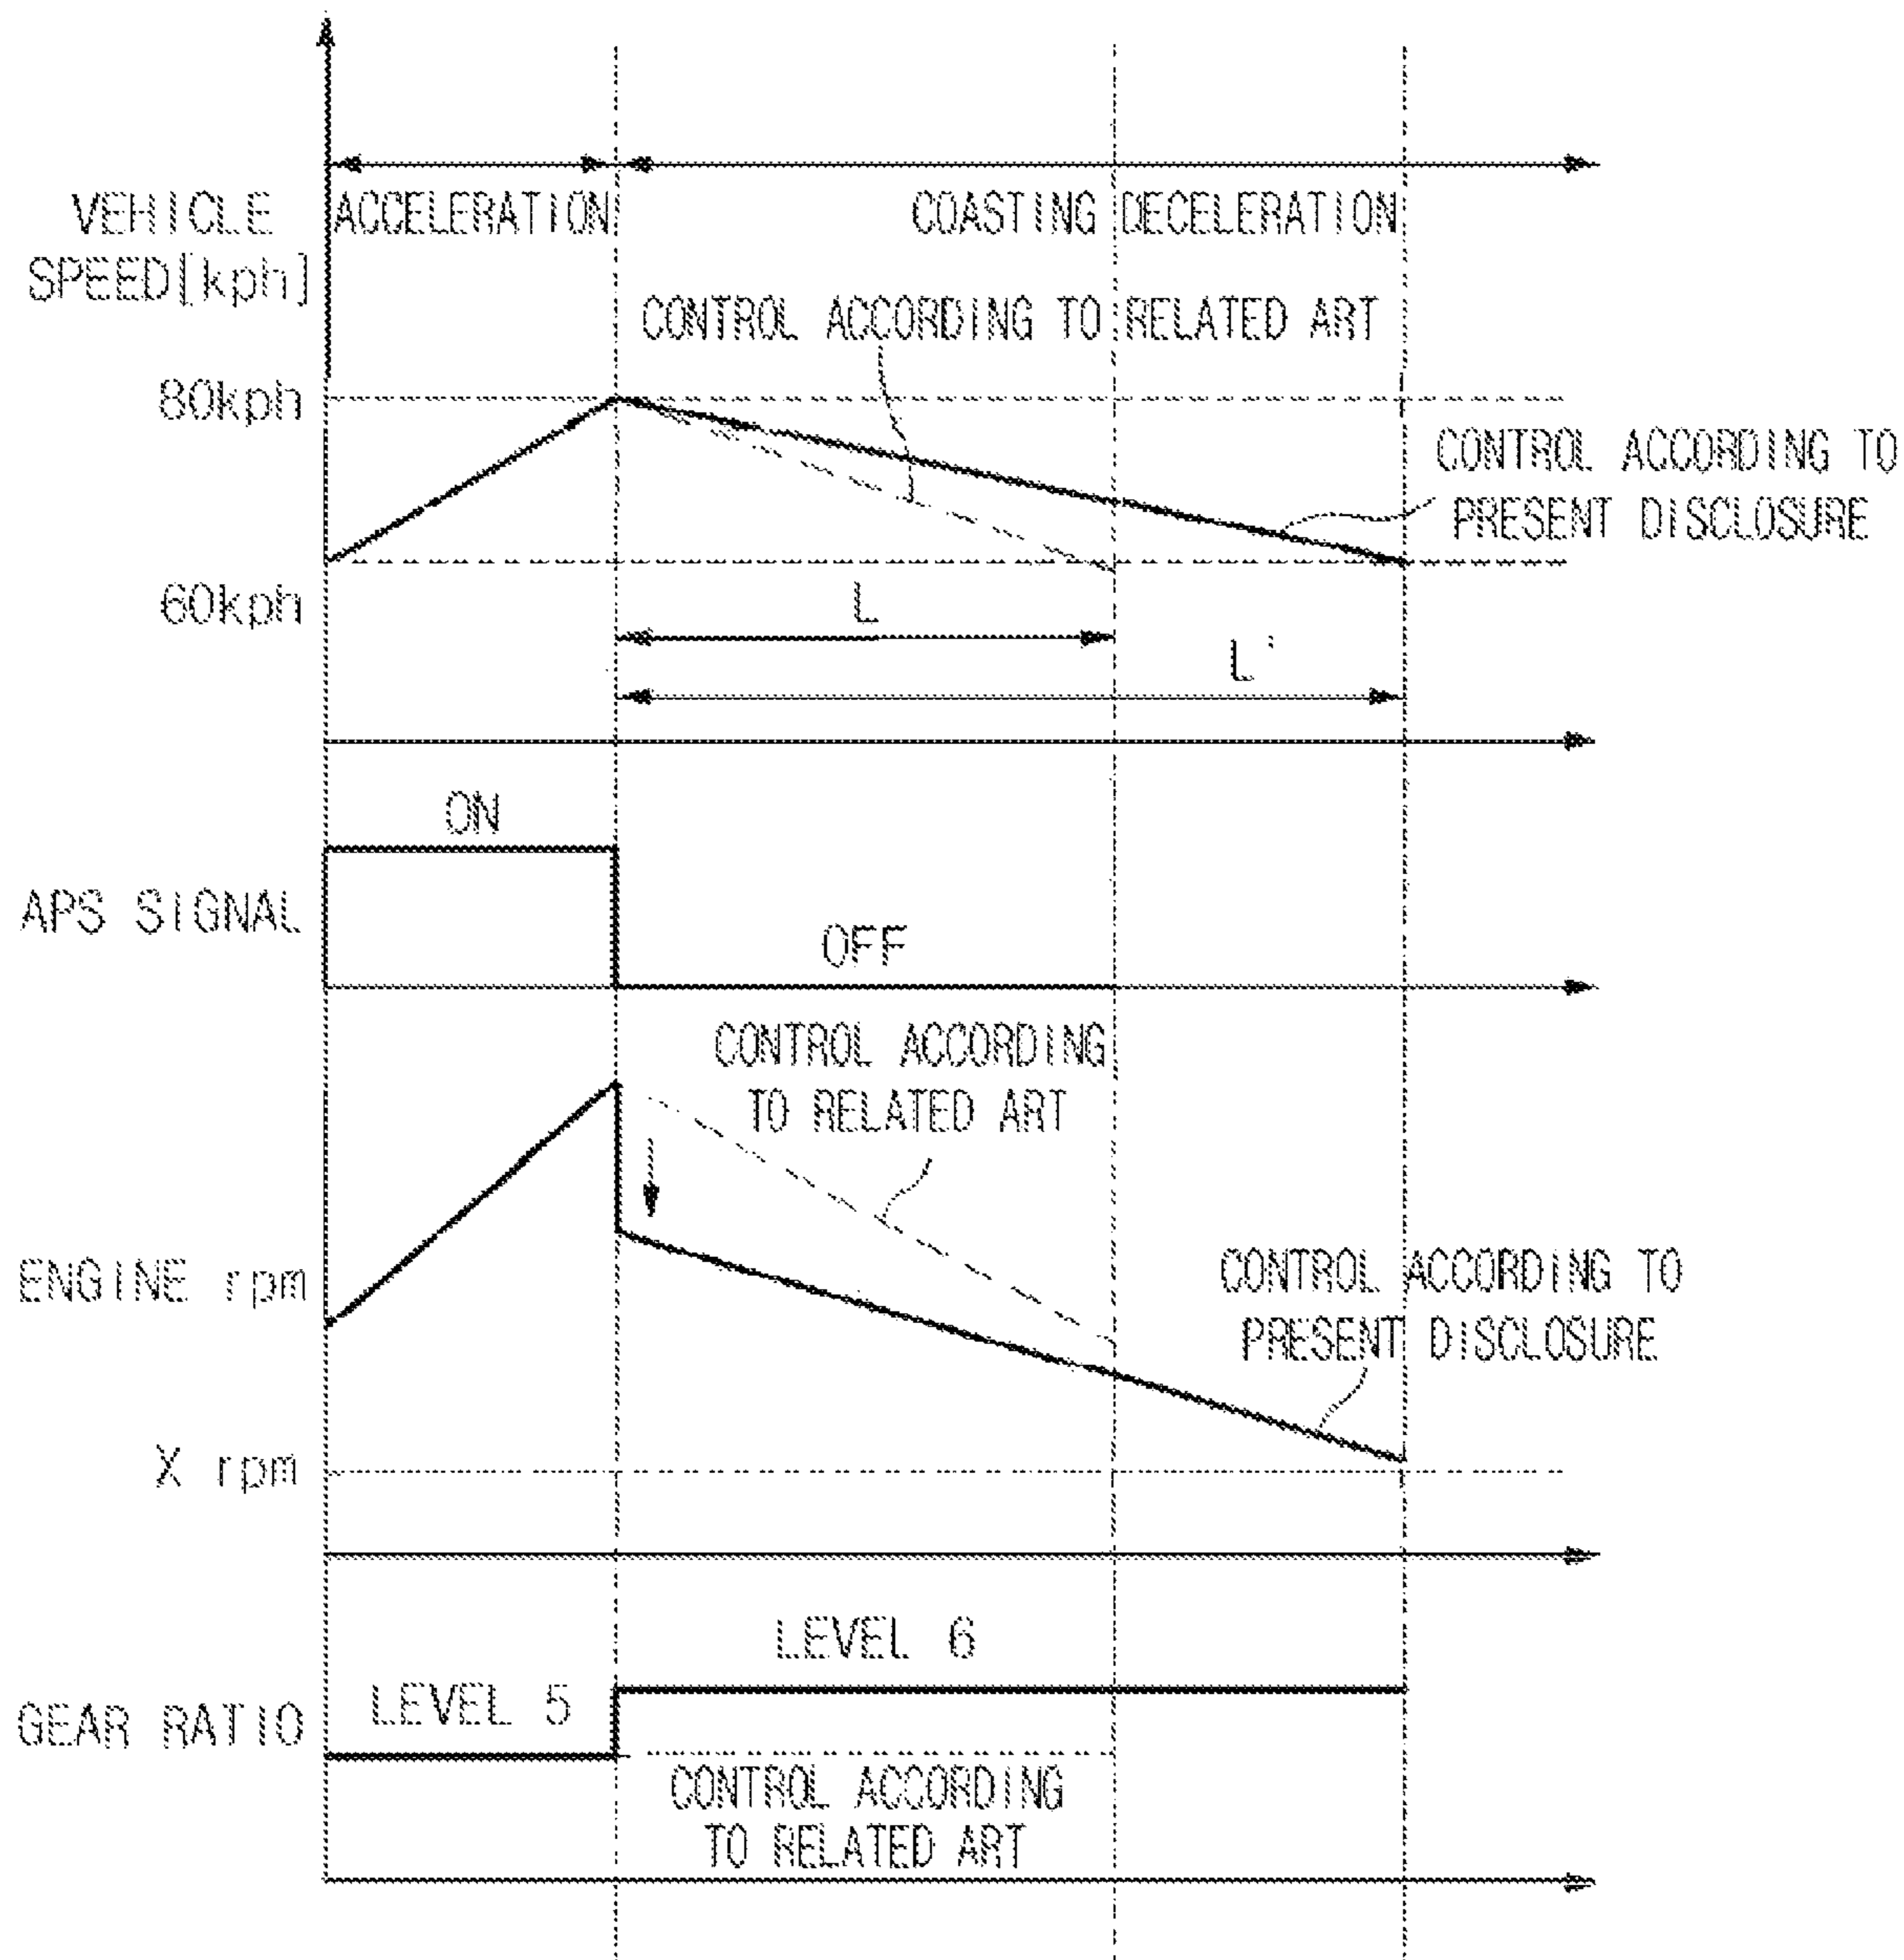 VEHICLE
SPEED[kph]
ACCELERATION
COASTING DECELERATION
CONTROL ACCORDING TO RELATED ART
80kph
CONTROL ACCORDING TO
PRESENT DISCLOSURE
60kph
L
L'
ON
APS SIGNAL
OFF
CONTROL ACCORDING
TO RELATED ART
ENGINE rpm
CONTROL ACCORDING TO
PRESENT DISCLOSURE
X rpm
LEVEL 6
LEVEL 5
GEAR RATIO
CONTROL ACCORDING
TO RELATED ART